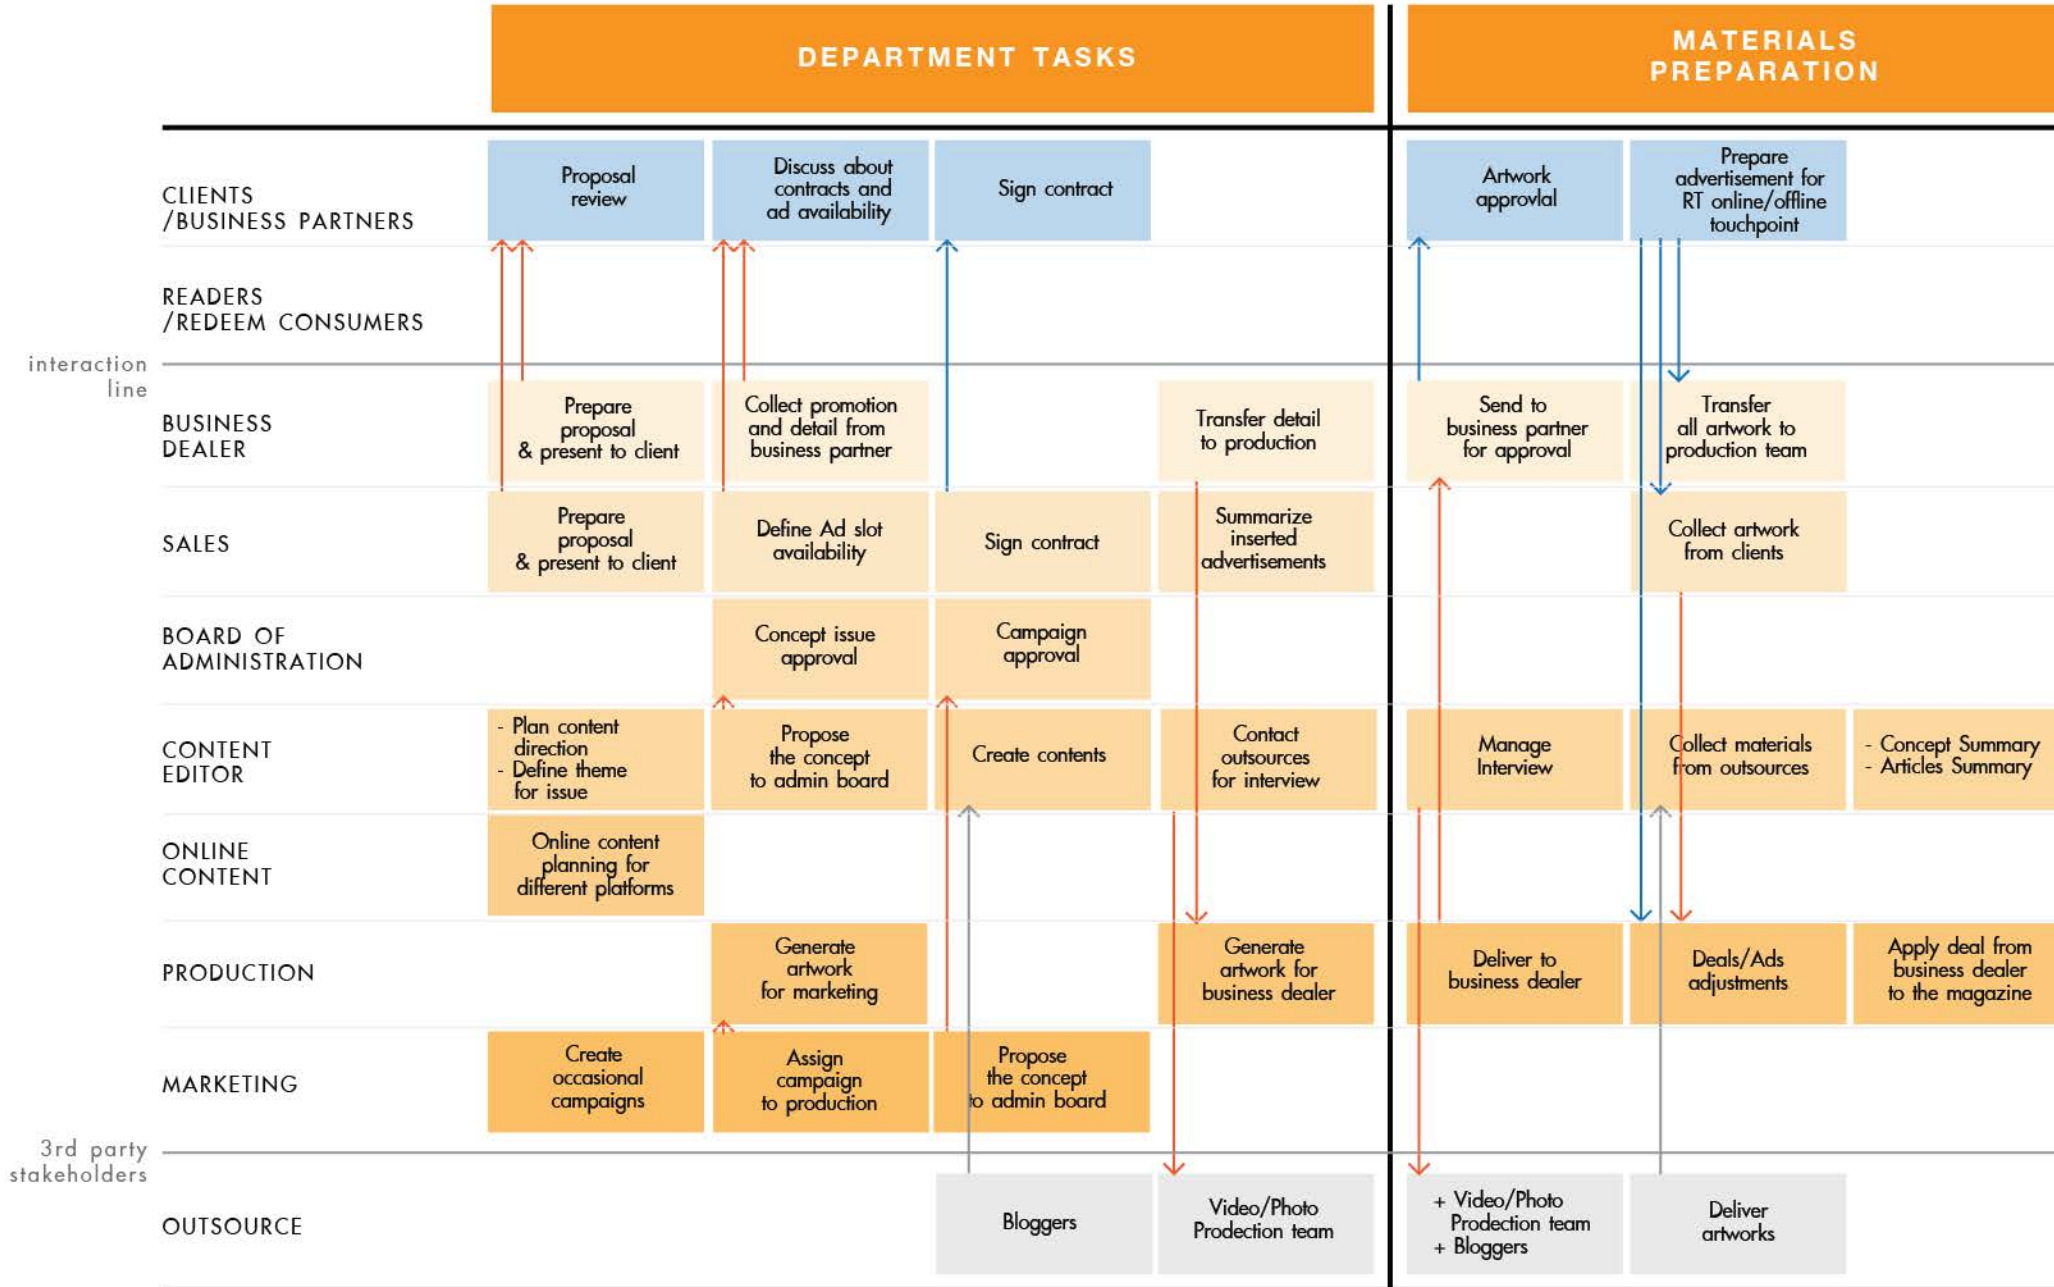 DEPARTMENT TASKS
MATERIALS
PREPARATION
CLIENTS
/BUSINESS PARTNERS
Proposal
review
Discuss about
contracts and
ad availability
Sign contract
Artwork
approvlal
Prepare
advertisement for
RT online/offline
touchpoint
READERS
/REDEEM CONSUMERS
interaction
line
BUSINESS
DEALER
Prepare
proposal
& present to client
Collect promotion
and detail from
business partner
Transfer detail
to production
Send to
business partner
for approval
Transfer
all artwork to
production team
SALES
Prepare
proposal
& present to client
Define Ad slot
availability
Sign contract
Summarize
inserted
advertisements
Collect artwork
from clients
BOARD OF
ADMINISTRATION
Concept issue
approval
Campaign
approval
CONTENT
EDITOR
- Plan content
direction
- Define theme
for issue
Propose
the concept
to admin board
Create contents
Contact
outsources
for interview
Manage
Interview
Collect materials
from outsources
- Concept Summary
- Articles Summary
ONLINE
CONTENT
Online content
planning for
different platforms
PRODUCTION
Generate
artwork
for marketing
Generate
artwork for
business dealer
Deliver to
business dealer
Deals/Ads
adjustments
Apply deal from
business dealer
to the magazine
MARKETING
Create
occasional
campaigns
Assign
campaign
to production
Propose
the concept
to admin board
3rd party
stakeholders
OUTSOURCE
Bloggers
Video/Photo
Prodection team
+ Video/Photo
Prodection team
+ Bloggers
Deliver
artworks